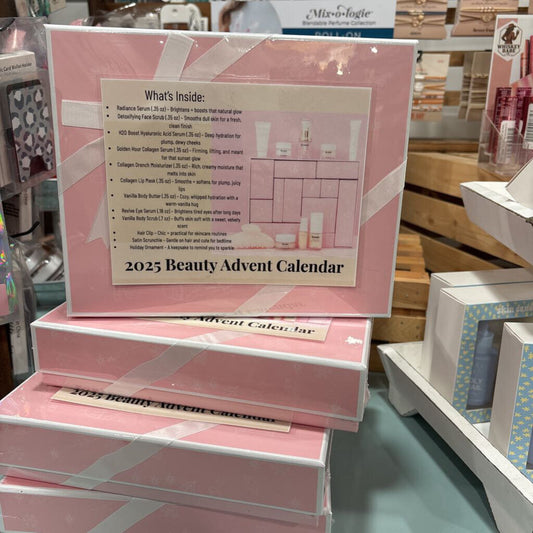 Mix·o·logie
Blendable Perfume Collection
ROLL-ON
WHISKEY
BABE
What's Inside:
• Radiance Serum (.35 oz) - Brightens + boosts that natural glow
• Detoxifying Face Scrub (.35 oz) - Smooths dull skin for a fresh,
clean finish
• H2O Boost Hyaluronic Acid Serum (.35 oz) - Deep hydration for
plump, dewy cheeks
• Golden Hour Collagen Serum (.35 oz) - Firming, lifting, and meant
for that sunset glow
• Collagen Drench Moisturizer (.35 oz) - Rich, creamy moisture that
melts into skin
• Collagen Lip Mask (.35 oz) - Smooths + softens for plump, juicy
lips
• Vanilla Body Butter (.35 oz) - Cozy, whipped hydration with a
warm-vanilla hug
• Revive Eye Serum (.18 oz) - Brightens tired eyes after long days
• Vanilla Body Scrub (.7 oz) - Buffs skin soft with a sweet, velvety
scent
• Hair Clip - Chic + practical for skincare routines
• Satin Scrunchie - Gentle on hair and cute for bedtime
• Holiday Ornament - A keepsake to remind you to sparkle
2025 Beauty Advent Calendar
Advent Calendar
2025 Beauty Advent Calendar